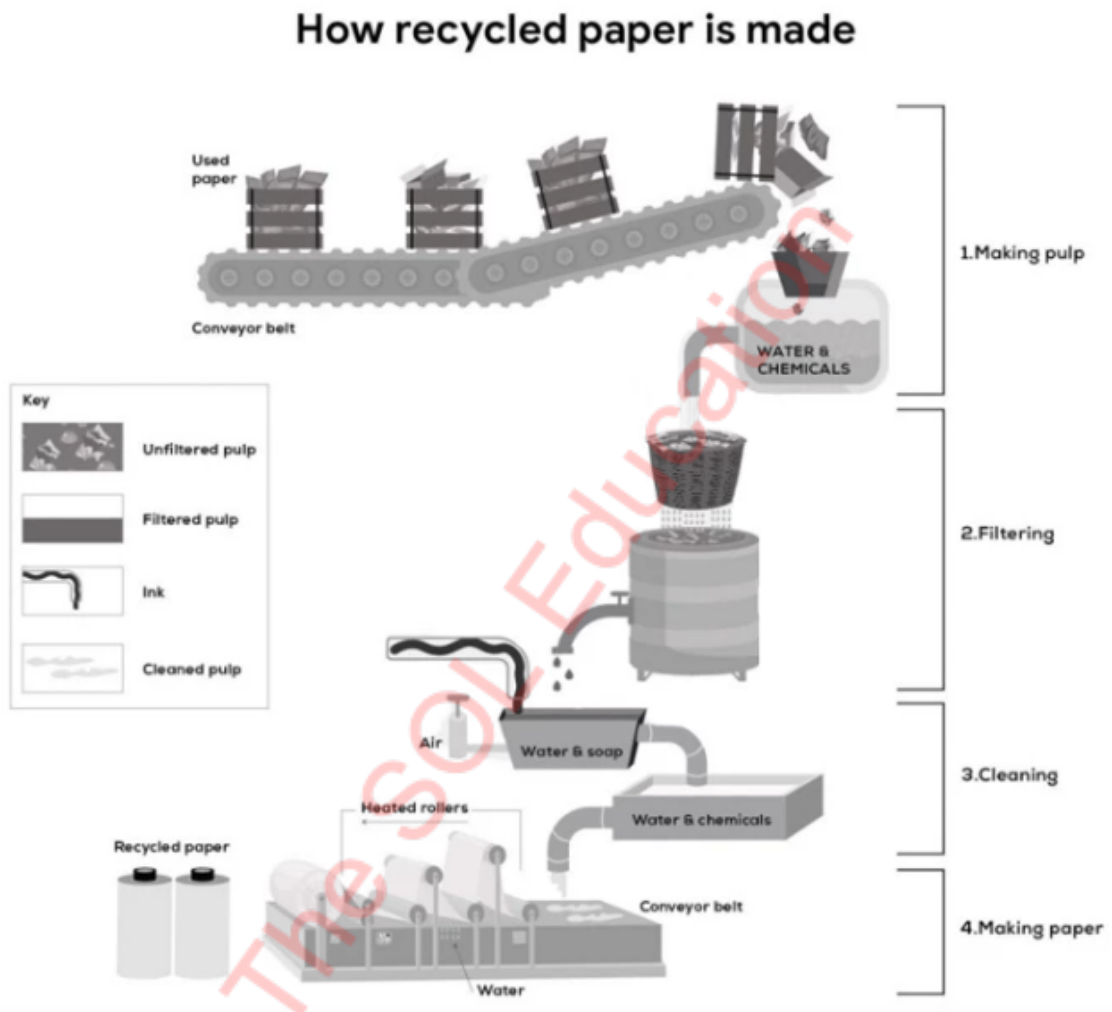 How recycled paper is made
Used
paper
Conveyor belt
1.Making pulp
WATER &
CHEMICALS
Key
Unfiltered pulp
Filtered pulp
Ink
Cleaned pulp
2.Filtering
Air
Water & soap
3.Cleaning
Water & chemicals
Heated rollers
Recycled paper
Conveyor belt
4.Making paper
Water
The SOL Education